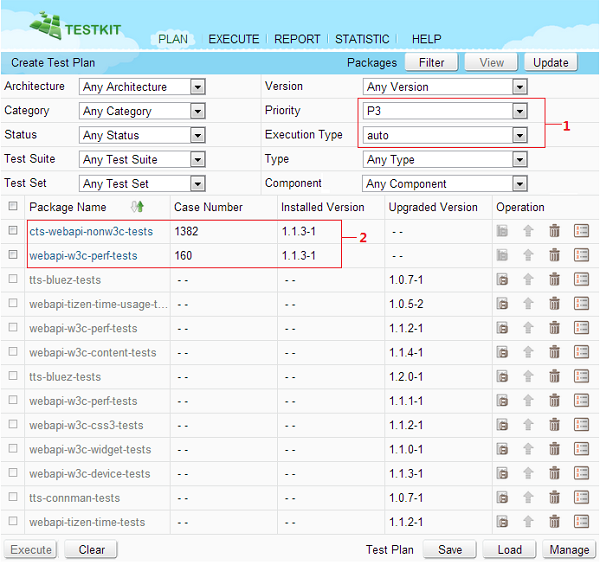 TESTKIT
PLAN EXECUTE REPORT STATISTIC HELP
Create Test Plan Packages Filter View Update
Architecture Any Architecture Version Any Version
Category Any Category Priority P3
1
Status Any Status Execution Type auto
Test Suite Any Test Suite Type Any Type
Test Set Any Test Set Component Any Component
Package Name Case Number Installed Version Upgraded Version Operation
cts-webapi-nonw3c-tests 1382 1.1.3-1 - -
2
webapi-w3c-perf-tests 160 1.1.3-1 - -
tts-bluez-tests - - - - 1.0.7-1
webapi-tizen-time-usage-t... - - - - 1.0.5-2
webapi-w3c-perf-tests - - - - 1.1.2-1
webapi-w3c-content-tests - - - - 1.1.4-1
tts-bluez-tests - - - - 1.2.0-1
webapi-w3c-perf-tests - - - - 1.1.1-1
webapi-w3c-css3-tests - - - - 1.1.2-1
webapi-w3c-widget-tests - - - - 1.1.0-1
webapi-w3c-device-tests - - - - 1.1.3-1
tts-connman-tests - - - - 1.0.7-1
webapi-tizen-time-tests - - - - 1.1.2-1
Execute Clear Test Plan Save Load Manage